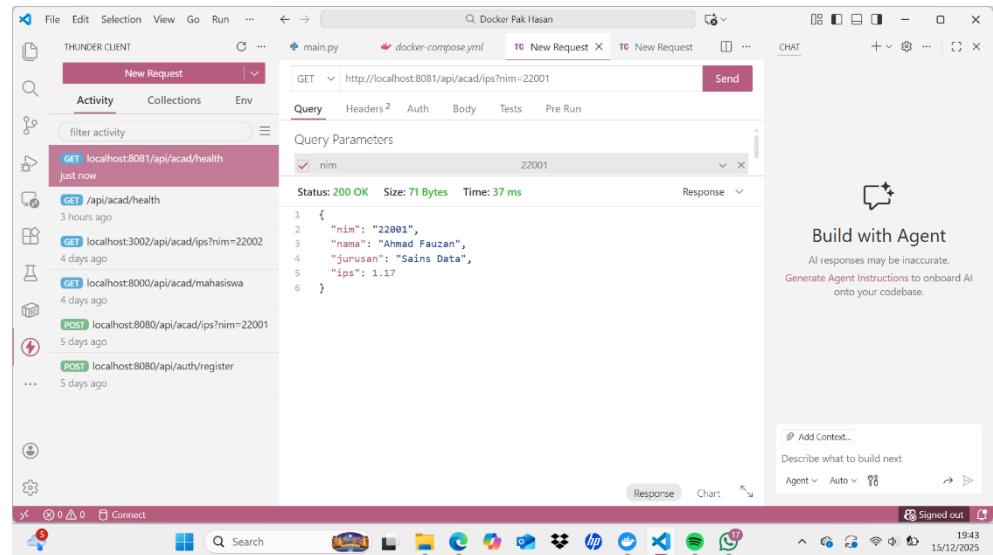 File Edit Selection View Go Run ... Docker Pak Hasan
THUNDER CLIENT
New Request
Activity Collections Env
filter activity
GET localhost:8081/api/acad/health
just now
GET /api/acad/health
3 hours ago
GET localhost:3002/api/acad/ips?nim=22002
4 days ago
GET localhost:8000/api/acad/mahasiswa
4 days ago
POST localhost:8080/api/acad/ips?nim=22001
5 days ago
POST localhost:8080/api/auth/register
5 days ago
main.py docker-compose.yml TC New Request TC New Request
GET http://localhost:8081/api/acad/ips?nim=22001 Send
Query Headers 2 Auth Body Tests Pre Run
Query Parameters
nim 22001
Status: 200 OK Size: 71 Bytes Time: 37 ms Response
1 {
2 "nim": "22001",
3 "nama": "Ahmad Fauzan",
4 "jurusan": "Sains Data",
5 "ips": 1.17
6 }
Response Chart
CHAT
Build with Agent
AI responses may be inaccurate.
Generate Agent Instructions to onboard AI
onto your codebase.
Add Context...
Describe what to build next
Agent Auto
0 0 Connect Signed out
5 Search hp 17 19:43
15/12/2025